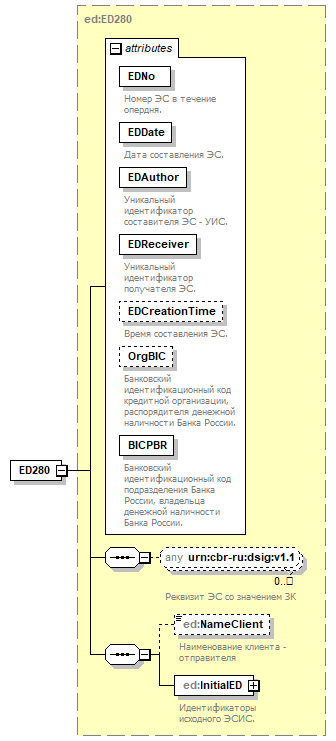 ed:ED280
attributes
EDNo
Номер ЭС в течение
опердня.
EDDate
Дата составления ЭС.
EDAuthor
Уникальный
идентификатор
составителя ЭС - УИС.
EDReceiver
Уникальный
идентификатор
получателя ЭС.
EDCreationTime
Время составления ЭС.
OrgBIC
Банковский
идентификационный код
кредитной организации,
распорядителя денежной
наличности Банка России.
BICPBR
Банковский
идентификационный код
подразделения Банка
России, владельца
денежной наличности
Банка России.
ED280
any urn:cbr-ru:dsig:v1.1
0..□
Реквизит ЭС со значением ЗК
ed:NameClient
Наименование клиента -
отправителя
ed:InitialED
Идентификаторы
исходного ЭСИС.